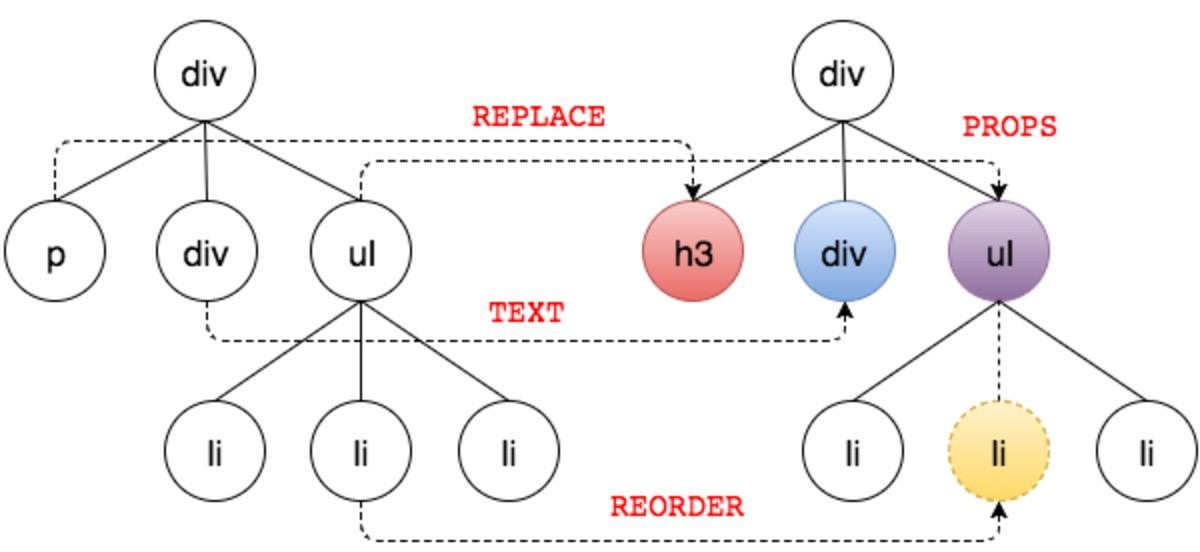 div
div
REPLACE
PROPS
p
div
ul
h3
div
ul
TEXT
li
li
li
li
li
li
REORDER